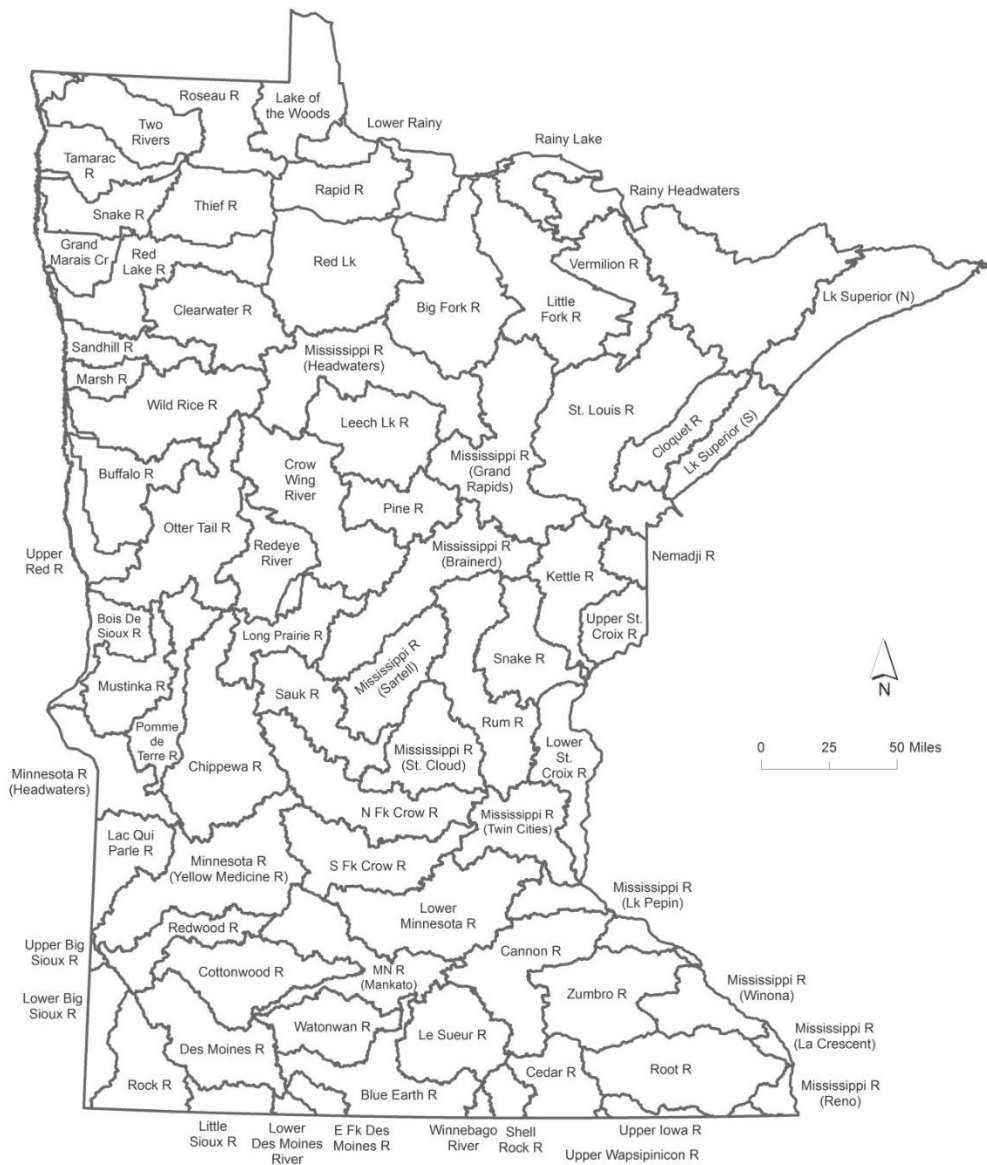 Roseau R
Lake of
the Woods
Two
Rivers
Lower Rainy
Rainy Lake
Tamarac
R
Rapid R
Rainy Headwaters
Thief R
Snake R
Grand
Marais Cr
Red
Lake R
Red Lk
Vermilion R
Lk Superior (N)
Clearwater R
Big Fork R
Little
Fork R
Sandhill R
Mississippi R
(Headwaters)
Marsh R
Wild Rice R
Leech Lk R
St. Louis R
Cloquet R
Lk Superior (S)
Buffalo R
Crow
Wing
River
Mississippi R
(Grand
Rapids)
Pine R
Otter Tail R
Redeye
River
Mississippi R
(Brainerd)
Upper
Red R
Kettle R
Nemadji R
Bois De
Sioux R
Long Prairie R
Upper St.
Croix R
Mustinka R
Sauk R
Mississippi R
(Sartell)
Snake R
N
Pomme
de
Terre R
Rum R
Chippewa R
Mississippi R
(St. Cloud)
Lower
St.
Croix R
0 25 50 Miles
Minnesota R
(Headwaters)
N Fk Crow R
Mississippi R
(Twin Cities)
Lac Qui
Parle R
Minnesota R
(Yellow Medicine R)
S Fk Crow R
Mississippi R
(Lk Pepin)
Redwood R
Lower
Minnesota R
Cannon R
Upper Big
Sioux R
Cottonwood R
MN R
(Mankato)
Zumbro R
Mississippi R
(Winona)
Lower Big
Sioux R
Watonwan R
Le Sueur R
Mississippi R
(La Crescent)
Des Moines R
Cedar R
Root R
Rock R
Blue Earth R
Mississippi R
(Reno)
Little
Sioux R
Lower
Des Moines
River
E Fk Des
Moines R
Winnebago
River
Shell
Rock R
Upper Iowa R
Upper Wapsipinicon R